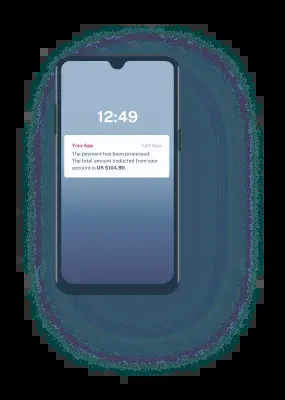 12:49
Your App Just Now
The payment has been processed.
The total amount deducted from your
account is US $104.90.